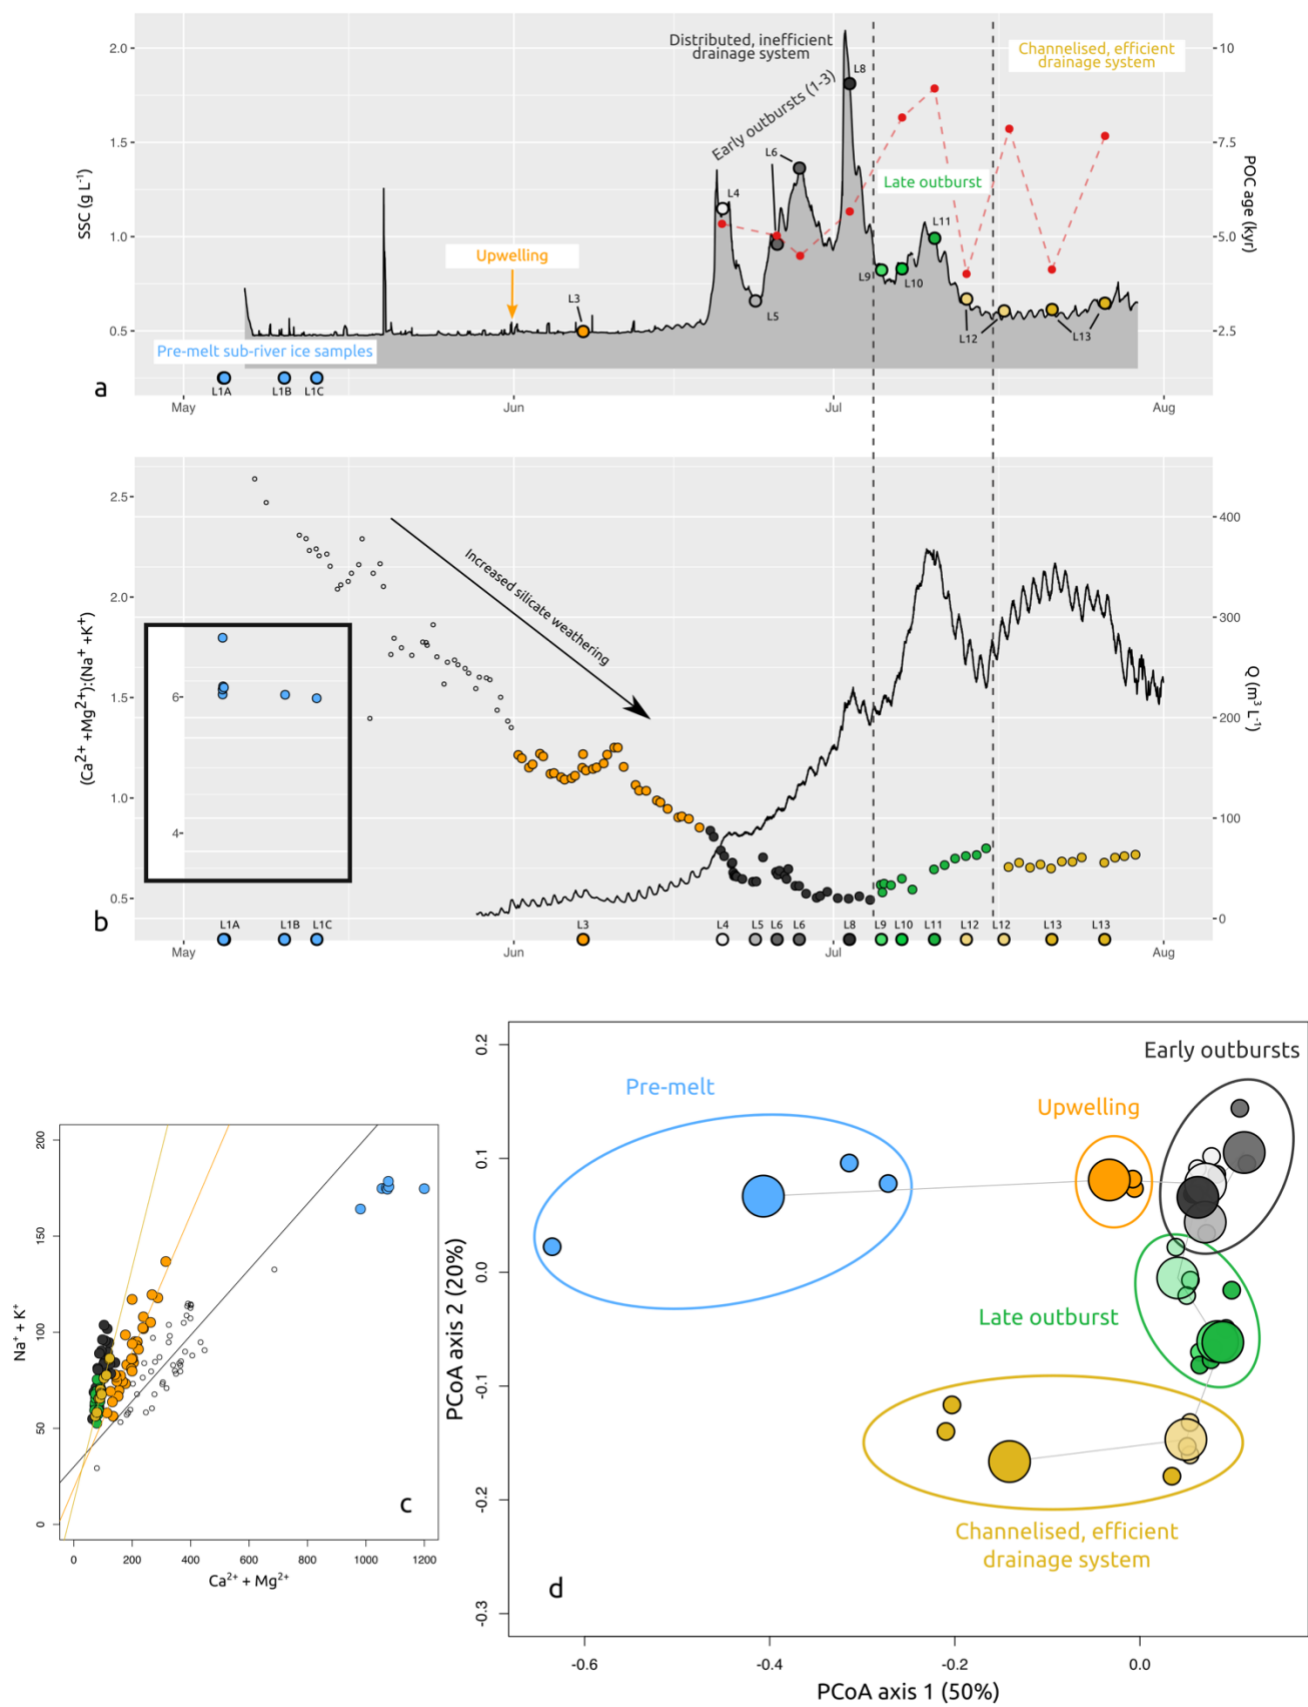 Distributed, inefficient
drainage system
Channelised, efficient
drainage system
Early outbursts (1-3)
Late outburst
Upwelling
Pre-melt sub-river ice samples
SSC (g L⁻¹)
POC age (kyr)
2.0
1.5
1.0
0.5
10
7.5
5.0
2.5
L8
L6
L4
L5
L3
L9
L10
L11
L12
L13
L1A
L1B
L1C
a
May
Jun
Jul
Aug
(Ca²⁺ +Mg²⁺):(Na⁺ +K⁺)
Q (m³ L⁻¹)
2.5
2.0
1.5
1.0
0.5
400
300
200
100
0
Increased silicate weathering
6
4
b
L1A
L1B
L1C
L3
L4
L5
L6
L6
L8
L9
L10
L11
L12
L12
L13
L13
May
Jun
Jul
Aug
Na⁺ + K⁺
200
150
100
50
0
c
0
200
400
600
800
1000
1200
Ca²⁺ + Mg²⁺
PCoA axis 2 (20%)
0.2
0.1
0.0
-0.1
-0.2
-0.3
Early outbursts
Pre-melt
Upwelling
Late outburst
Channelised, efficient
drainage system
d
-0.6
-0.4
-0.2
0.0
PCoA axis 1 (50%)